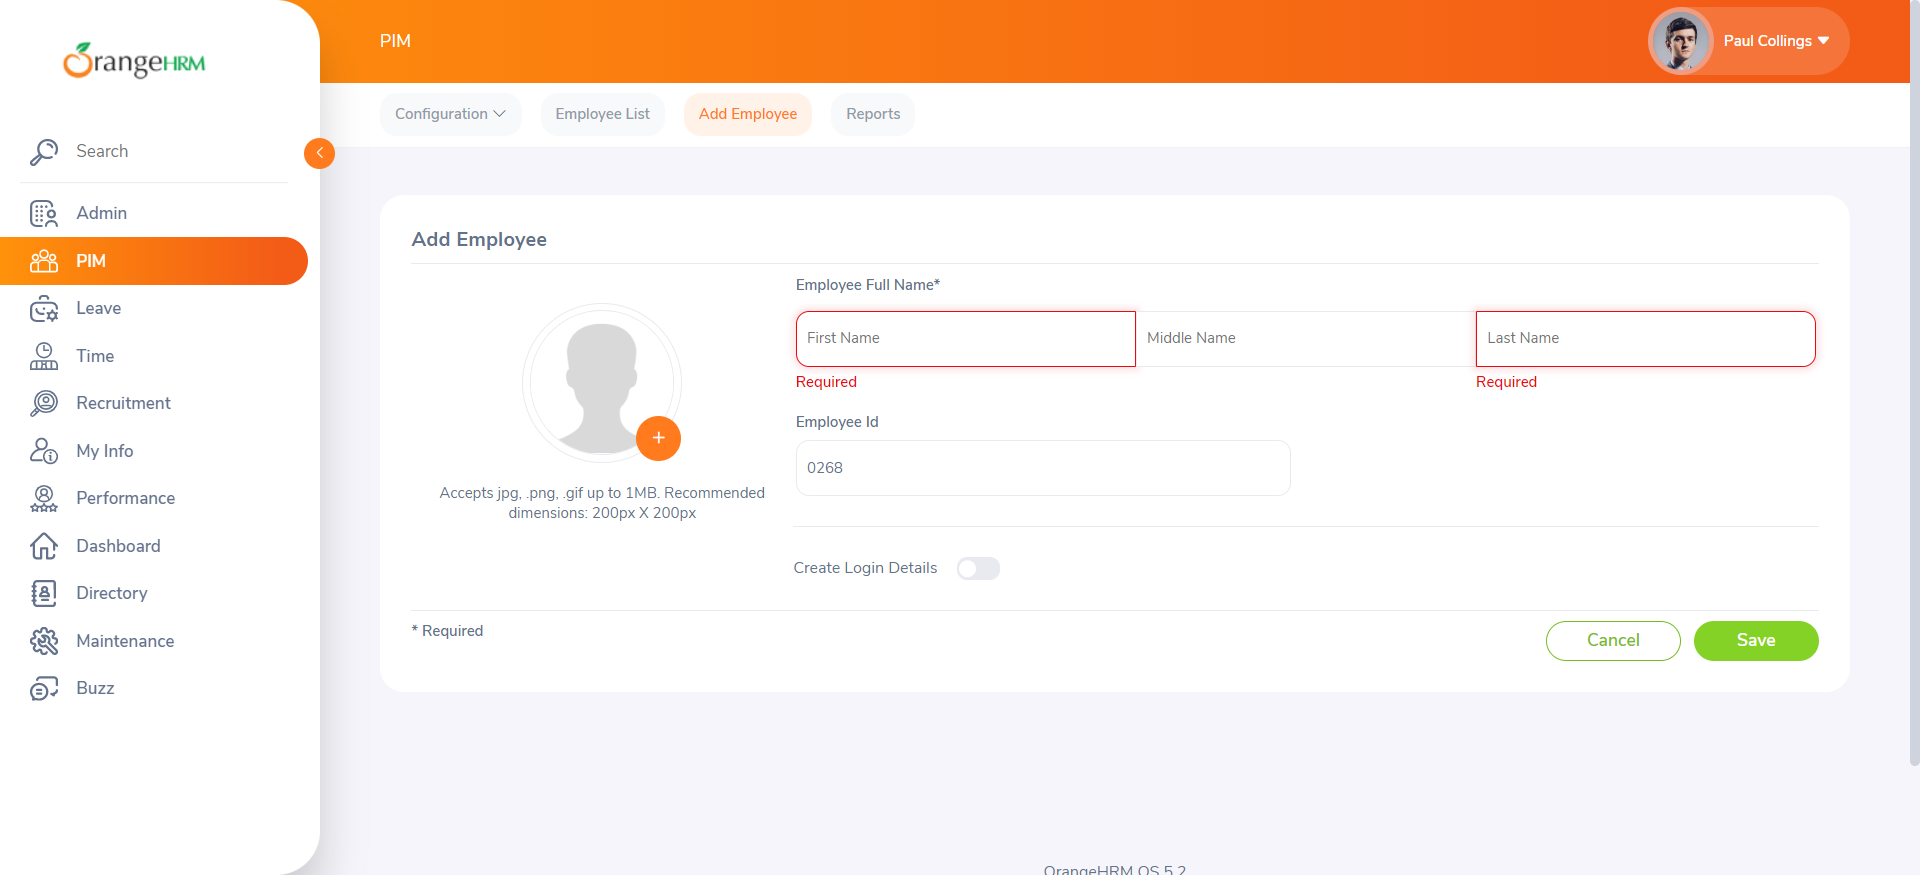 OrangeHRM
Search
Admin
PIM
Leave
Time
Recruitment
My Info
Performance
Dashboard
Directory
Maintenance
Buzz
PIM
Paul Collings
Configuration
Employee List
Add Employee
Reports
Add Employee
Employee Full Name*
First Name
Middle Name
Last Name
Required
Required
Employee Id
0268
Accepts jpg, .png, .gif up to 1MB. Recommended
dimensions: 200px X 200px
Create Login Details
* Required
Cancel
Save
OrangeHRM OS 5.2